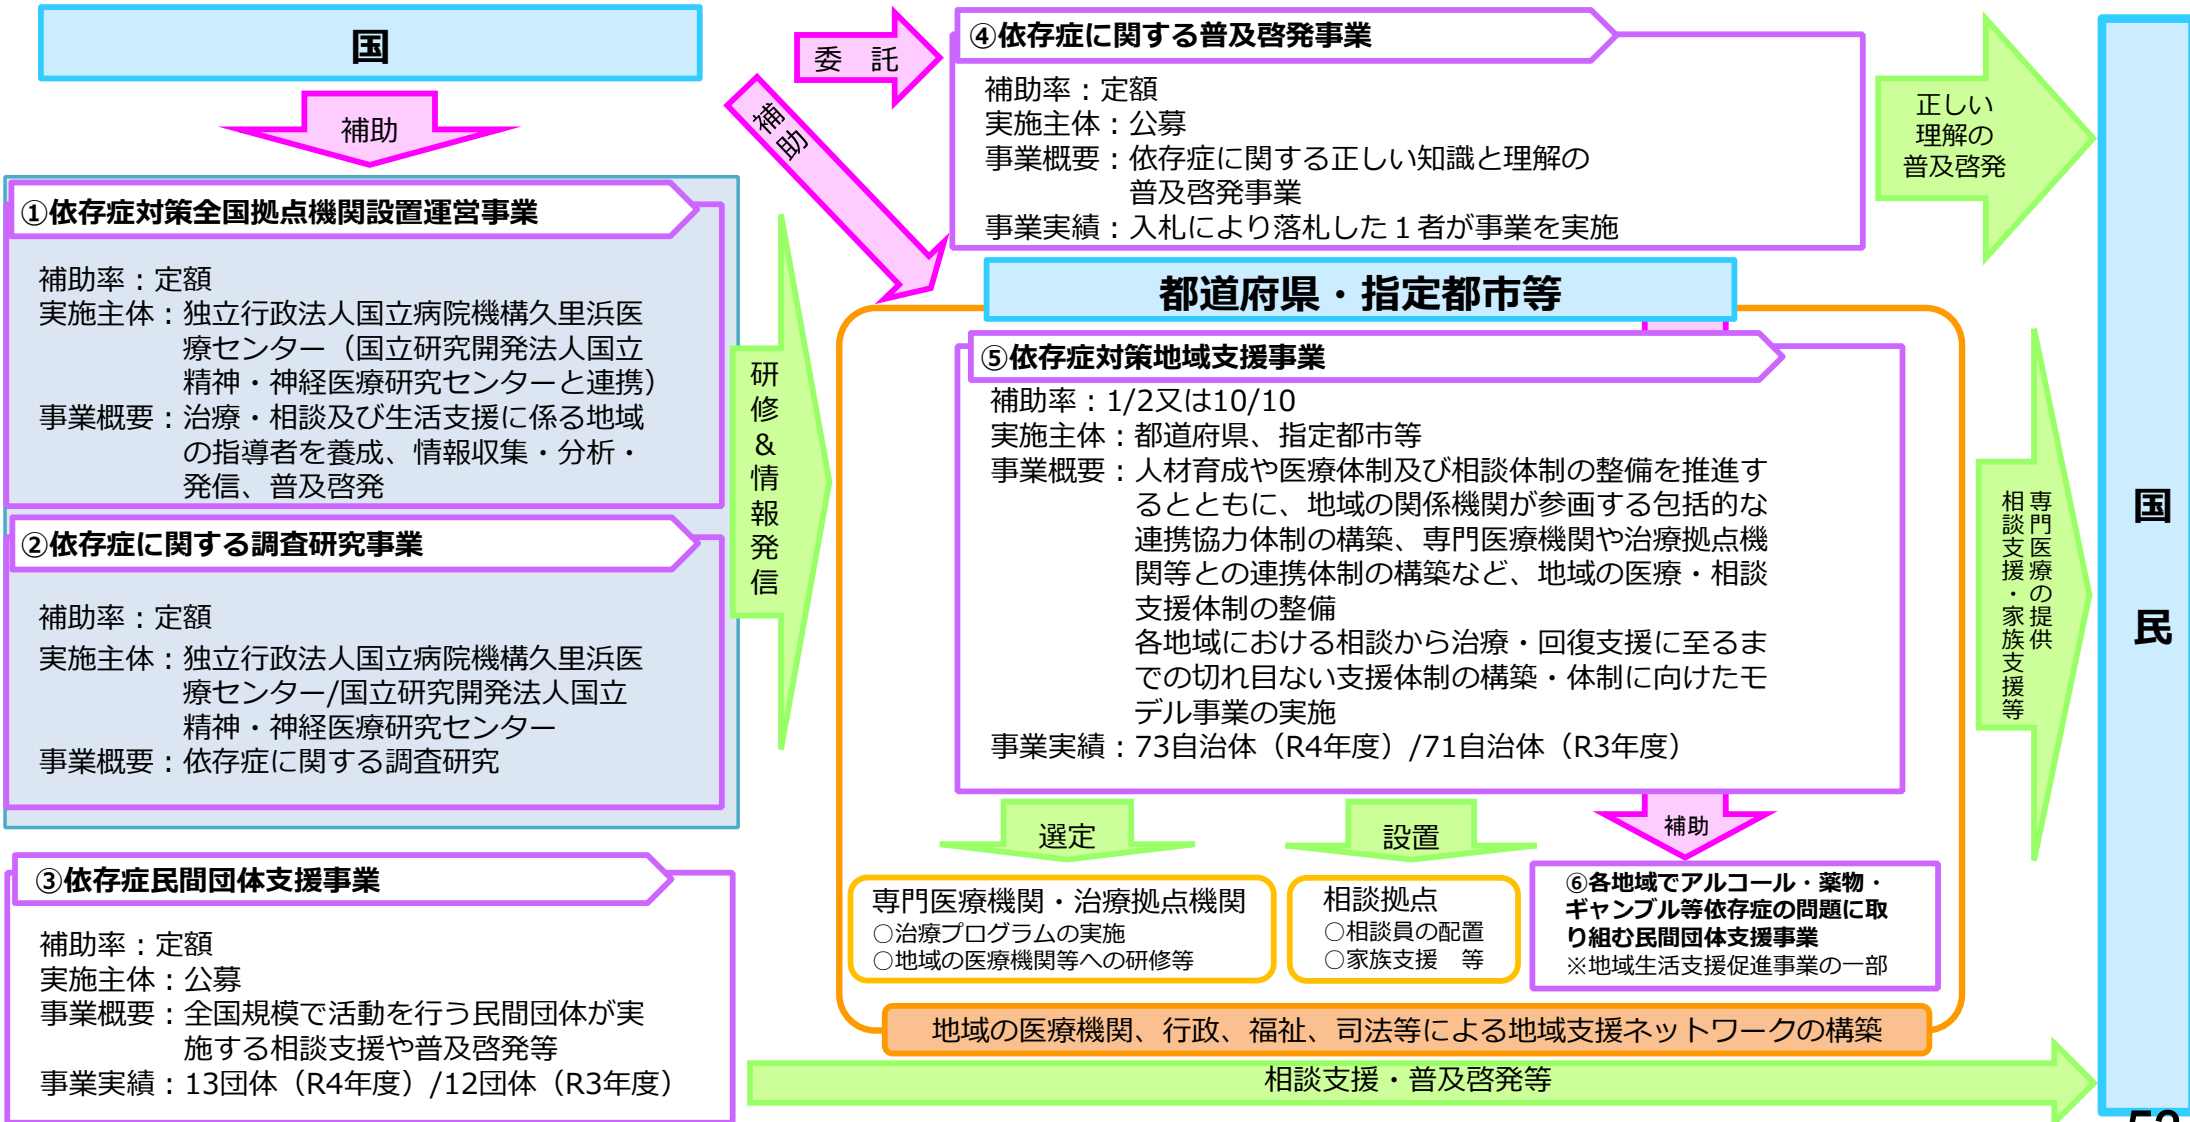 国
補助
①依存症対策全国拠点機関設置運営事業
補助率：定額
実施主体：独立行政法人国立病院機構久里浜医
療センター（国立研究開発法人国立
精神・神経医療研究センターと連携）
事業概要：治療・相談及び生活支援に係る地域
の指導者を養成、情報収集・分析・
発信、普及啓発
②依存症に関する調査研究事業
補助率：定額
実施主体：独立行政法人国立病院機構久里浜医
療センター/国立研究開発法人国立
精神・神経医療研究センター
事業概要：依存症に関する調査研究
③依存症民間団体支援事業
補助率：定額
実施主体：公募
事業概要：全国規模で活動を行う民間団体が実
施する相談支援や普及啓発等
事業実績：13団体（R4年度）/12団体（R3年度）
委　託
補助
研修&情報発信
④依存症に関する普及啓発事業
補助率：定額
実施主体：公募
事業概要：依存症に関する正しい知識と理解の
普及啓発事業
事業実績：入札により落札した１者が事業を実施
正しい
理解の
普及啓発
都道府県・指定都市等
⑤依存症対策地域支援事業
補助率：1/2又は10/10
実施主体：都道府県、指定都市等
事業概要：人材育成や医療体制及び相談体制の整備を推進す
るとともに、地域の関係機関が参画する包括的な
連携協力体制の構築、専門医療機関や治療拠点機
関等との連携体制の構築など、地域の医療・相談
支援体制の整備
各地域における相談から治療・回復支援に至るま
での切れ目ない支援体制の構築・体制に向けたモ
デル事業の実施
事業実績：73自治体（R4年度）/71自治体（R3年度）
選定
設置
補助
専門医療機関・治療拠点機関
○治療プログラムの実施
○地域の医療機関等への研修等
相談拠点
○相談員の配置
○家族支援　等
⑥各地域でアルコール・薬物・
ギャンブル等依存症の問題に取
り組む民間団体支援事業
※地域生活支援促進事業の一部
地域の医療機関、行政、福祉、司法等による地域支援ネットワークの構築
相談支援・普及啓発等
専門医療の提供
相談支援・家族支援等
国民